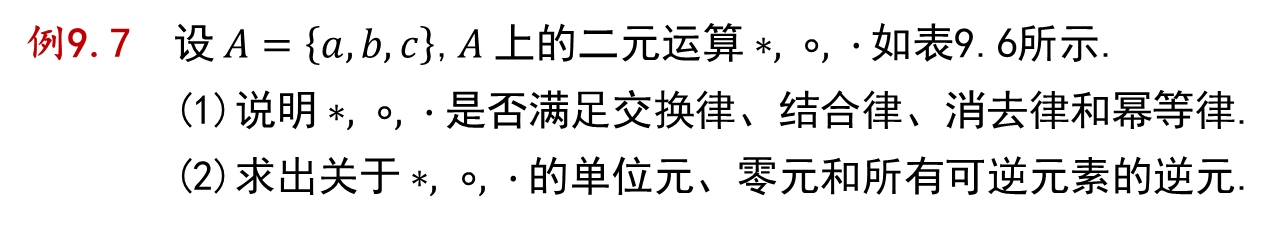 例9.7 设 A = {a, b, c}, A 上的二元运算 ∗, ∘, · 如表9.6所示.
(1)说明 ∗, ∘, · 是否满足交换律、结合律、消去律和幂等律.
(2)求出关于 ∗, ∘, · 的单位元、零元和所有可逆元素的逆元.